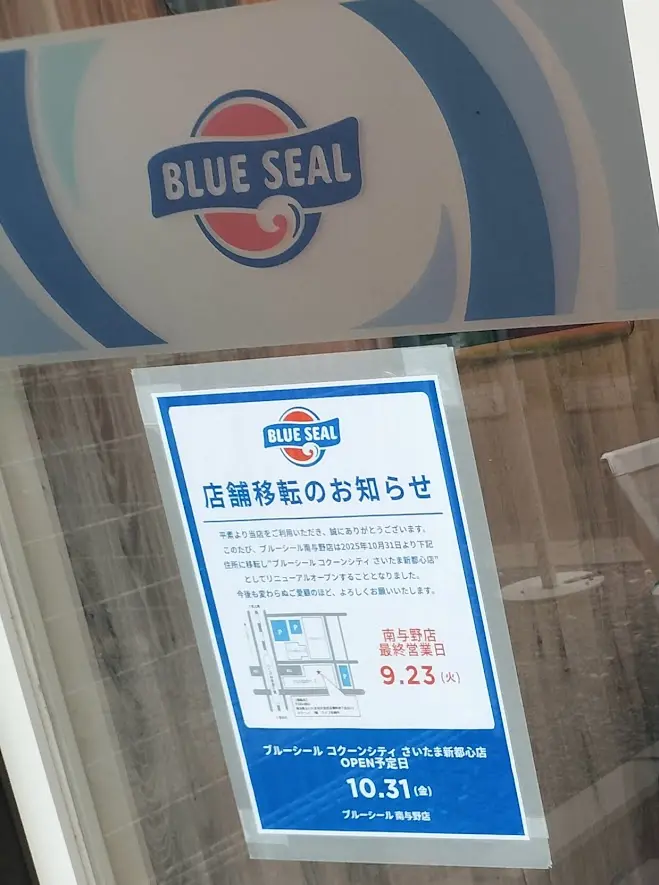 BLUE SEAL
BLUE SEAL
店舗移転のお知らせ
平素より当店をご利用いただき、誠にありがとうございます。
このたび、ブルーシール南与野店は2025年10月31日より下記
住所に移転し"ブルーシール コクーンシティ さいたま新都心店"
としてリニューアルオープンすることとなりました。
今後も変わらぬご愛顧のほど、よろしくお願いいたします。
P P
P
南与野店
最終営業日
9.23(火)
ブルーシール コクーンシティ さいたま新都心店
OPEN予定日
10.31(金)
ブルーシール 南与野店